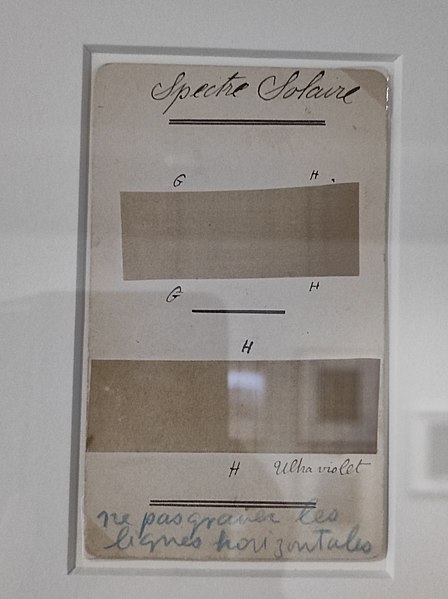 Spectre Solaire
G H
G H
H
H Ultra violet
ne pas graver les
lignes horizontales